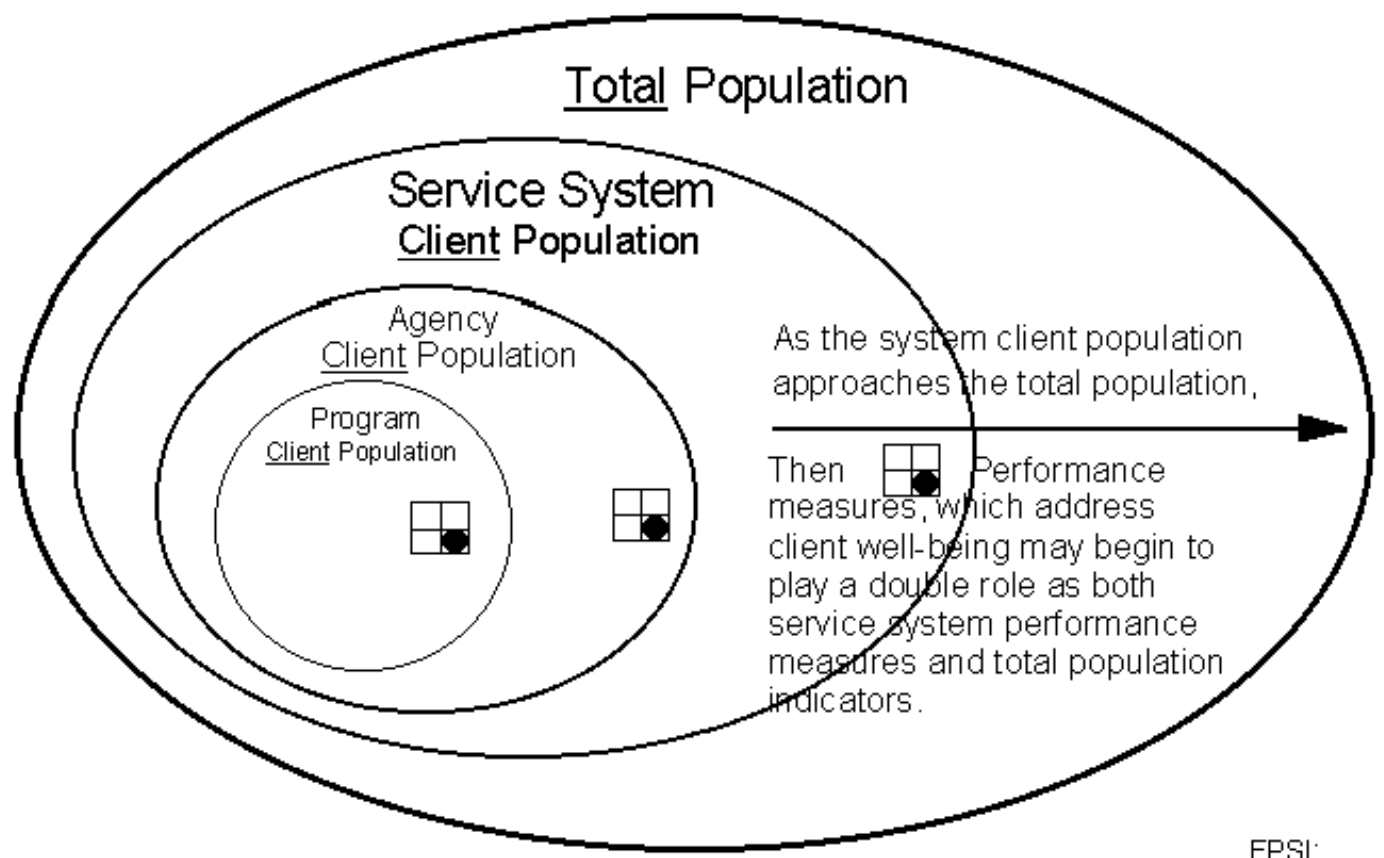 Total Population
Service System
Client Population
Agency
Client Population
Program
Client Population
As the system client population
approaches the total population,
Then Performance
measures, which address
client well-being may begin to
play a double role as both
service system performance
measures and total population
indicators.
FPSI: